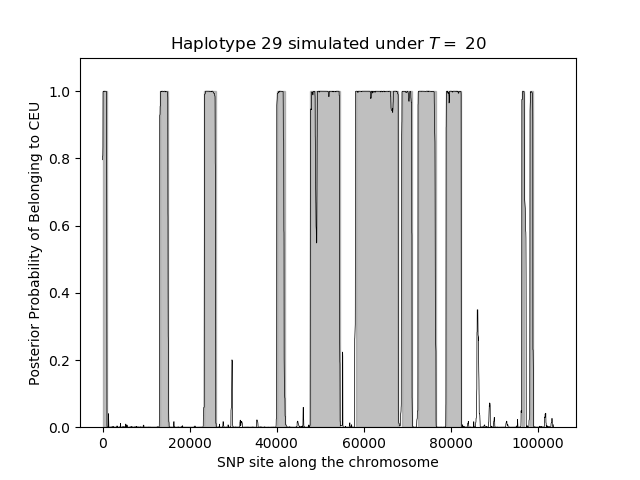 Haplotype 29 simulated under T = 20
Posterior Probability of Belonging to CEU
1.0
0.8
0.6
0.4
0.2
0.0
0 20000 40000 60000 80000 100000
SNP site along the chromosome